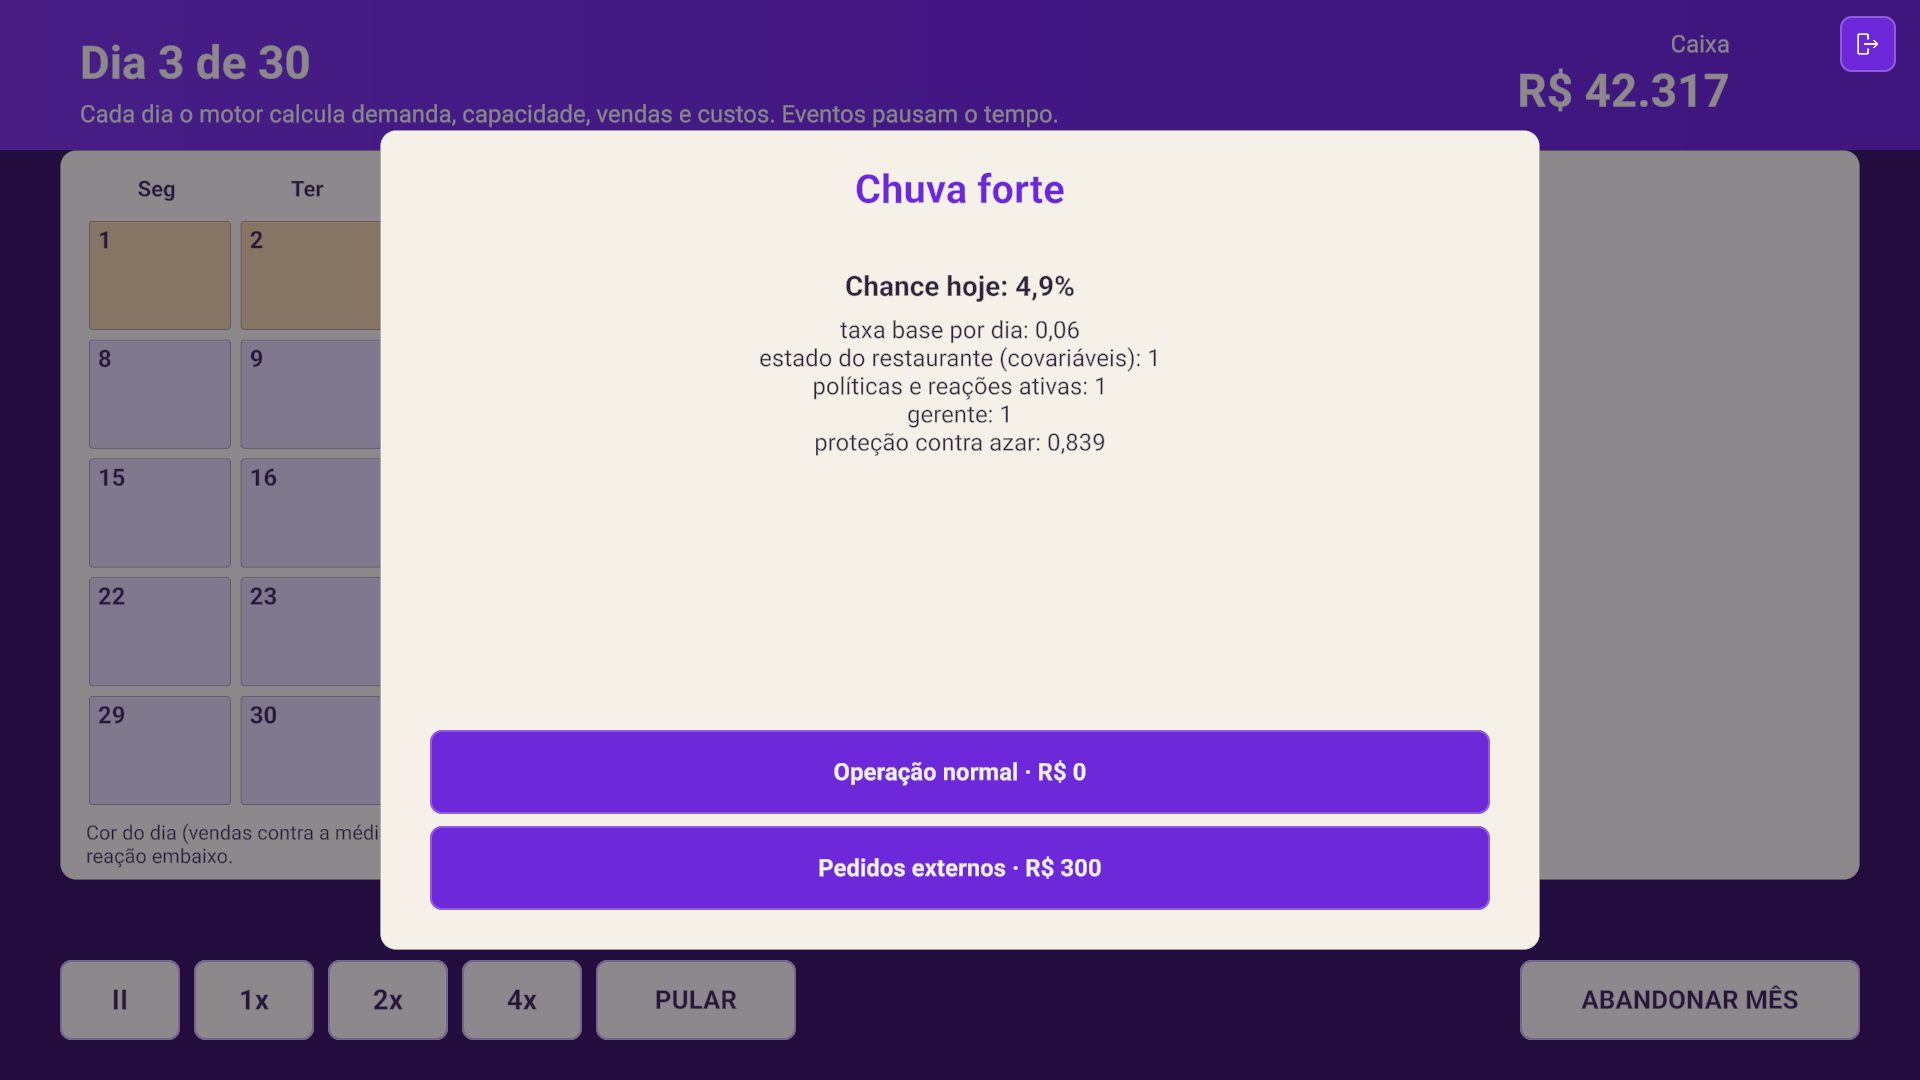 Dia 3 de 30
Cada dia o motor calcula demanda, capacidade, vendas e custos. Eventos pausam o tempo.
Caixa
R$ 42.317
Seg
Ter
1
2
8
9
15
16
22
23
29
30
Cor do dia (vendas contra a médi
reação embaixo.
Chuva forte
Chance hoje: 4,9%
taxa base por dia: 0,06
estado do restaurante (covariáveis): 1
políticas e reações ativas: 1
gerente: 1
proteção contra azar: 0,839
Operação normal · R$ 0
Pedidos externos · R$ 300
1x
2x
4x
PULAR
ABANDONAR MÊS